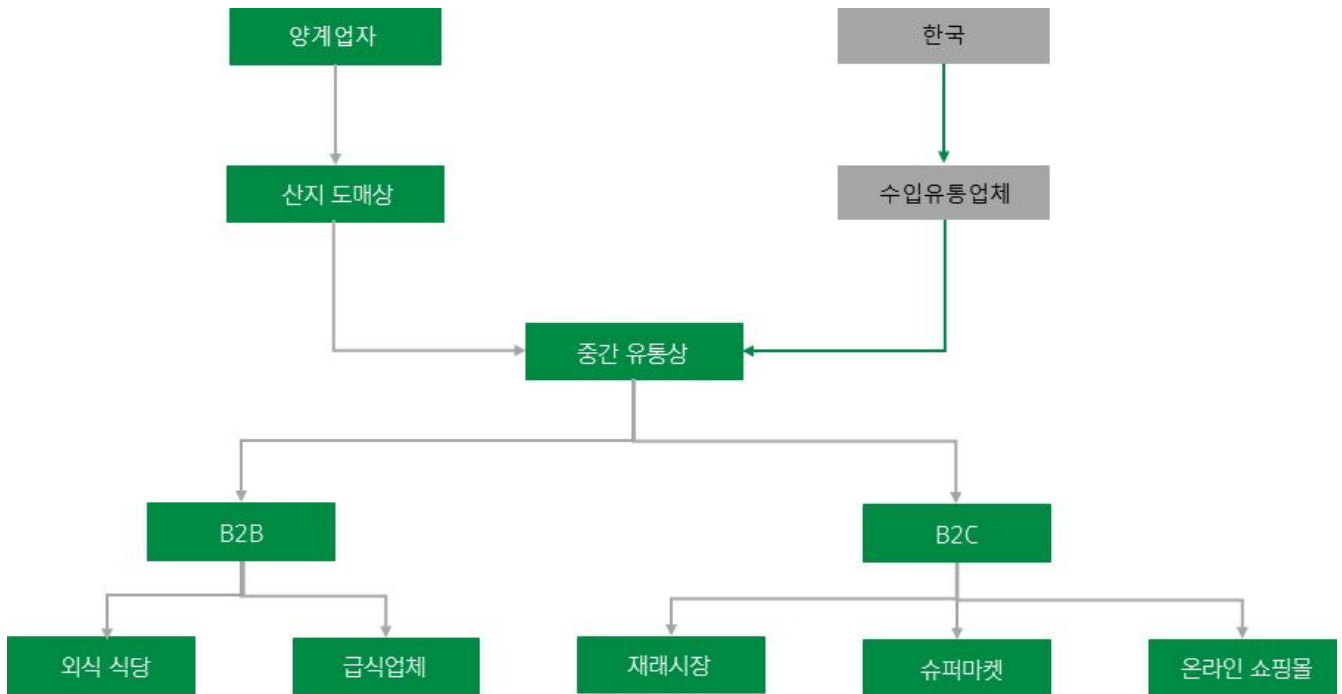 양계업자
한국
산지 도매상
수입유통업체
중간 유통상
B2B
B2C
외식 식당
급식업체
재래시장
슈퍼마켓
온라인 쇼핑몰